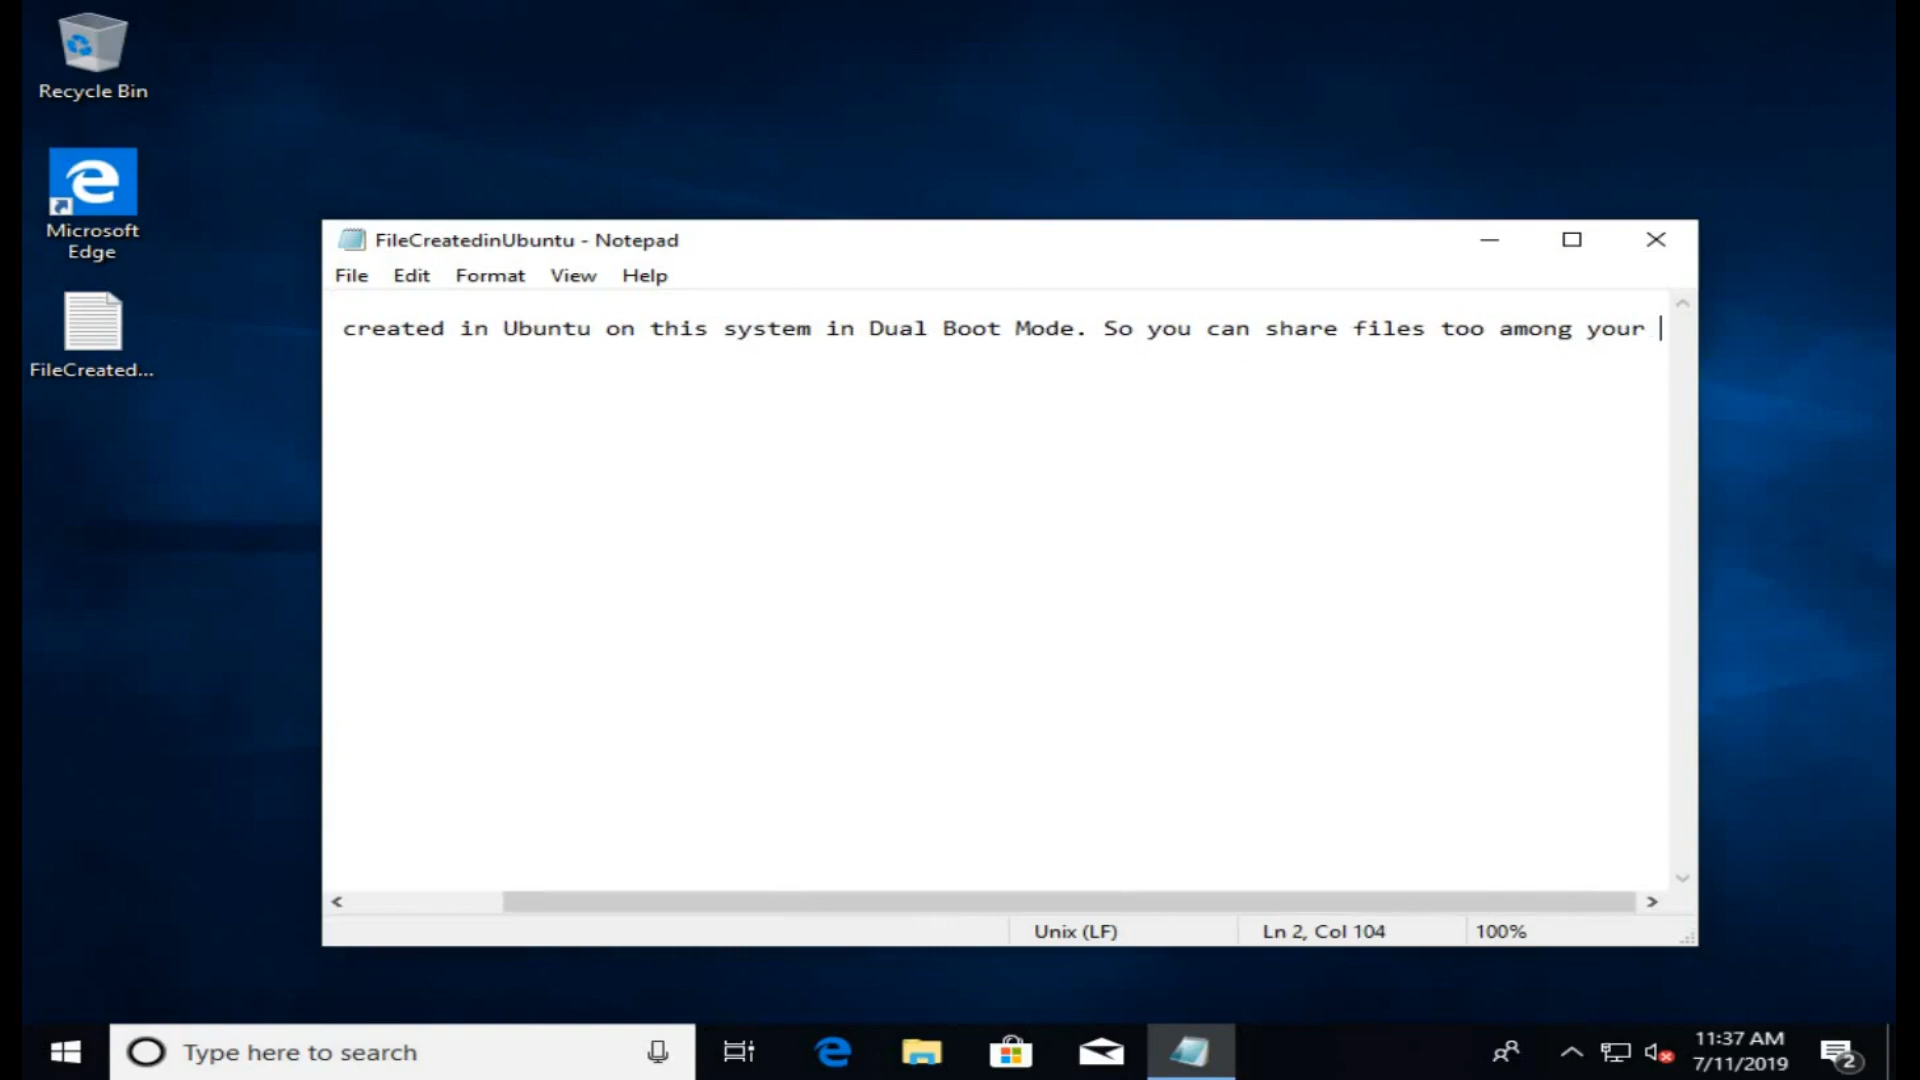 Recycle Bin
Microsoft
Edge
FileCreated...
FileCreatedinUbuntu - Notepad
File Edit Format View Help
created in Ubuntu on this system in Dual Boot Mode. So you can share files too among your
Unix (LF) Ln 2, Col 104 100%
Type here to search
11:37 AM
7/11/2019
2